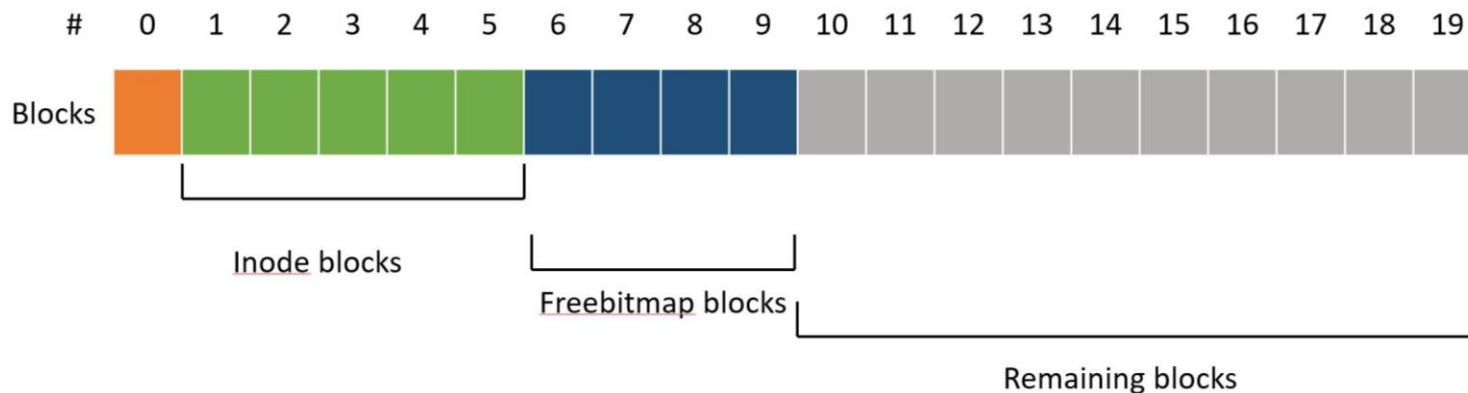 # 0 1 2 3 4 5 6 7 8 9 10 11 12 13 14 15 16 17 18 19
Blocks
Inode blocks
Freebitmap blocks
Remaining blocks